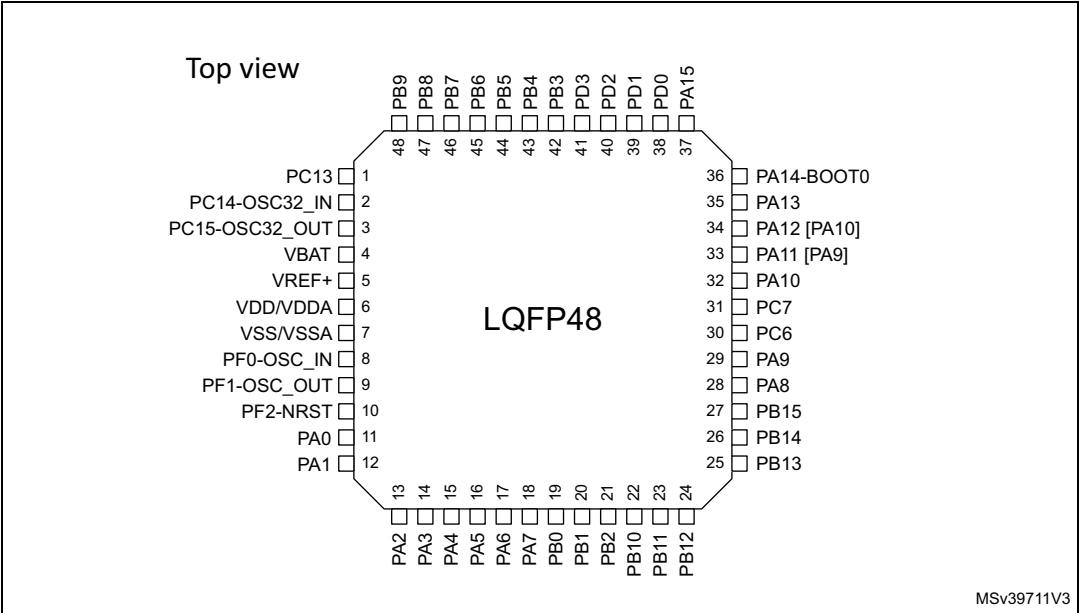 Top view
PB9
PB8
PB7
PB6
PB5
PB4
PB3
PD3
PD2
PD1
PD0
PA15
48
47
46
45
44
43
42
41
40
39
38
37
PC13 1
PC14-OSC32_IN 2
PC15-OSC32_OUT 3
VBAT 4
VREF+ 5
VDD/VDDA 6
VSS/VSSA 7
PF0-OSC_IN 8
PF1-OSC_OUT 9
PF2-NRST 10
PA0 11
PA1 12
LQFP48
36 PA14-BOOT0
35 PA13
34 PA12 [PA10]
33 PA11 [PA9]
32 PA10
31 PC7
30 PC6
29 PA9
28 PA8
27 PB15
26 PB14
25 PB13
13
14
15
16
17
18
19
20
21
22
23
24
PA2
PA3
PA4
PA5
PA6
PA7
PB0
PB1
PB2
PB10
PB11
PB12
MSv39711V3